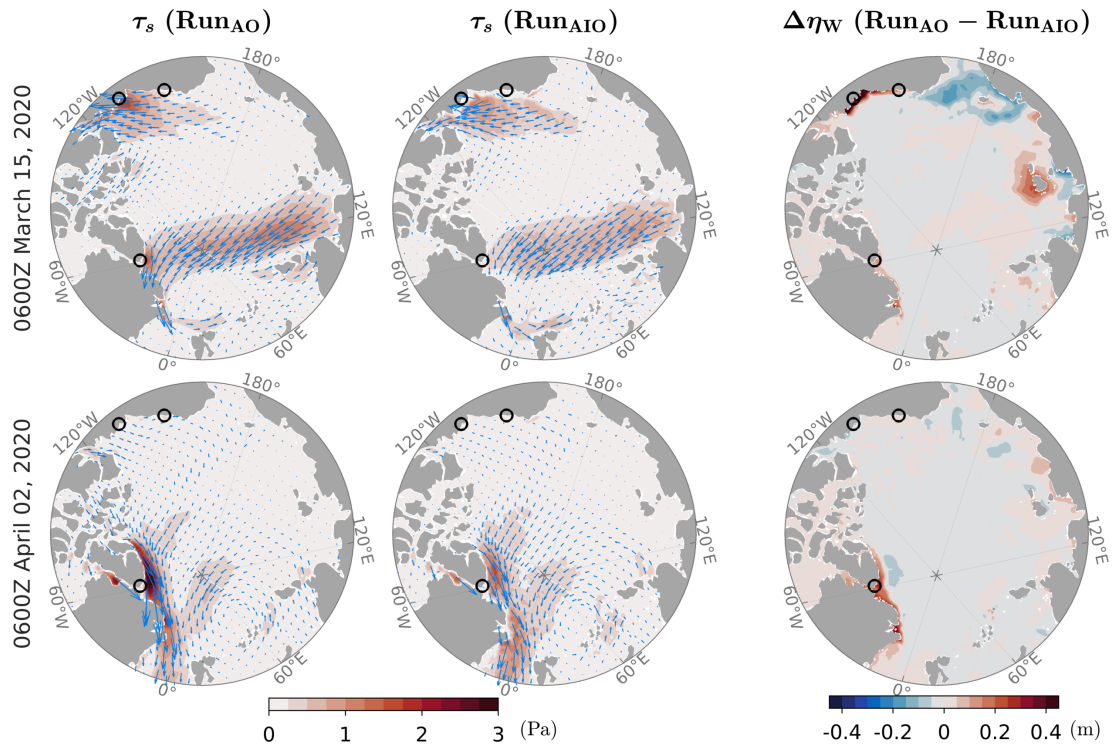 τs (RunAO) τs (RunAIO) ΔηW (RunAO − RunAIO)
0600Z March 15, 2020
180° 180° 180°
120°W 120°W 120°W
120°E 120°E 120°E
60°W 60°W 60°W
0° 60°E 0° 60°E 0° 60°E
0600Z April 02, 2020
180° 180° 180°
120°W 120°W 120°W
120°E 120°E 120°E
60°W 60°W 60°W
0° 60°E 0° 60°E 0° 60°E
0 1 2 3 (Pa) -0.4 -0.2 0 0.2 0.4 (m)